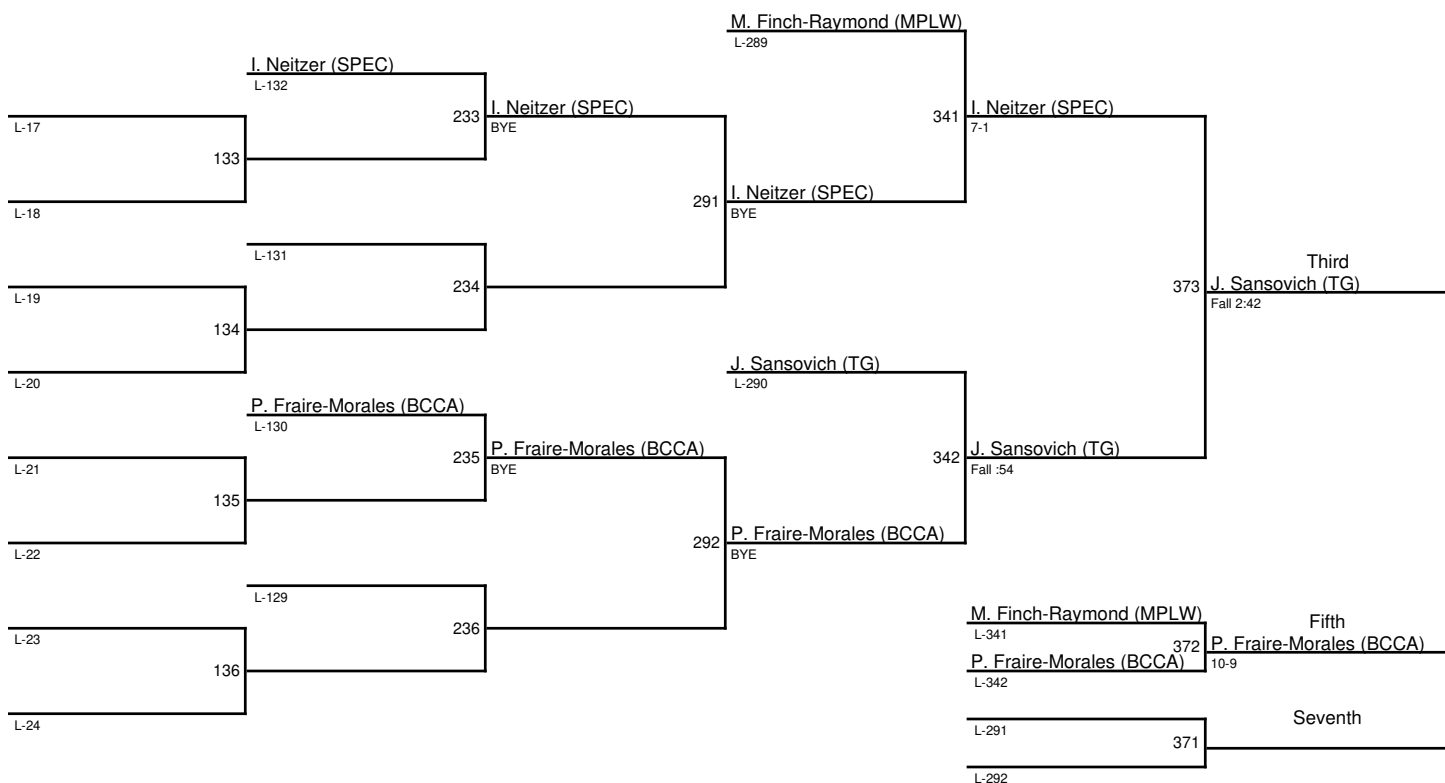 M. Finch-Raymond (MPLW)
L-289
I. Neitzer (SPEC)
L-132
L-17
233
I. Neitzer (SPEC)
BYE
341
I. Neitzer (SPEC)
7-1
133
L-18
291
I. Neitzer (SPEC)
BYE
L-131
L-19
234
Third
373
J. Sansovich (TG)
Fall 2:42
134
L-20
J. Sansovich (TG)
L-290
P. Fraire-Morales (BCCA)
L-130
L-21
235
P. Fraire-Morales (BCCA)
BYE
342
J. Sansovich (TG)
Fall :54
135
L-22
292
P. Fraire-Morales (BCCA)
BYE
L-129
L-23
236
M. Finch-Raymond (MPLW)
L-341
Fifth
372
P. Fraire-Morales (BCCA)
10-9
136
P. Fraire-Morales (BCCA)
L-342
L-24
L-291
Seventh
371
L-292